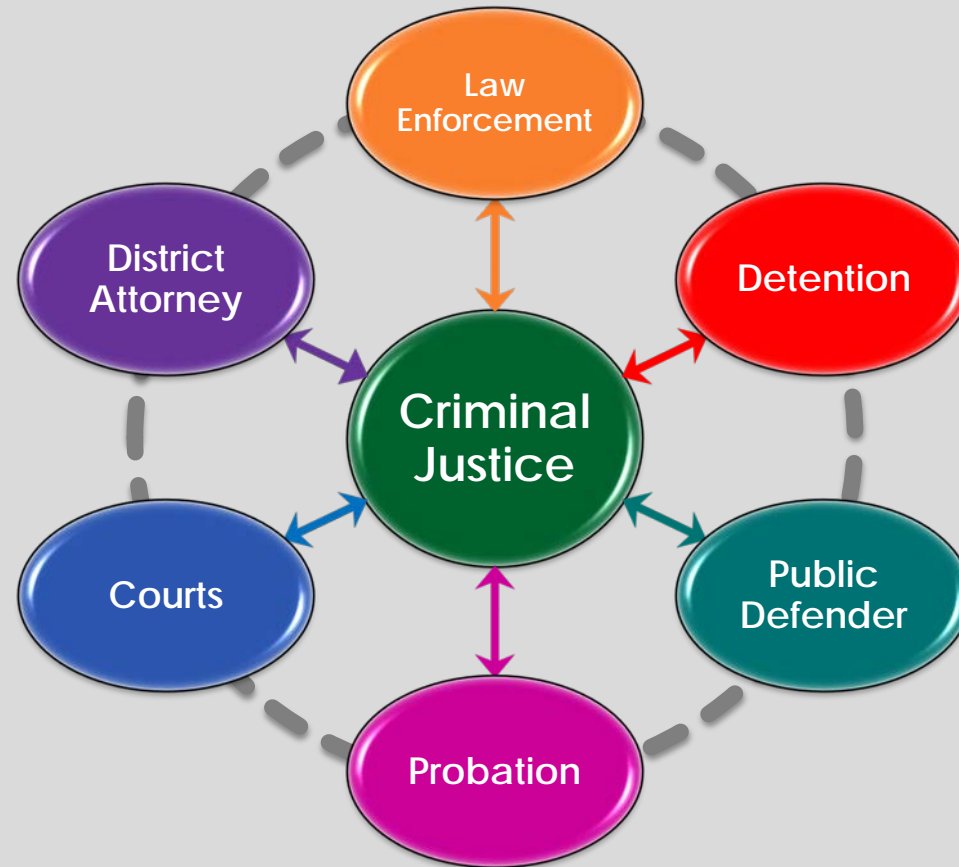 Law
Enforcement
District
Attorney
Detention
Criminal
Justice
Courts
Public
Defender
Probation